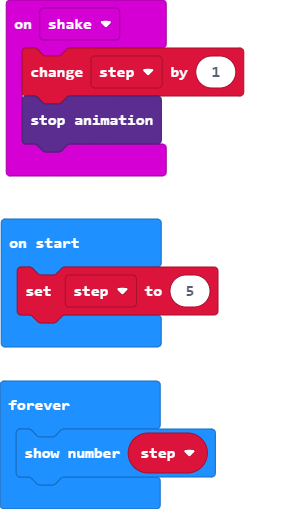 on shake
change step by 1
stop animation
on start
set step to 5
forever
show number step